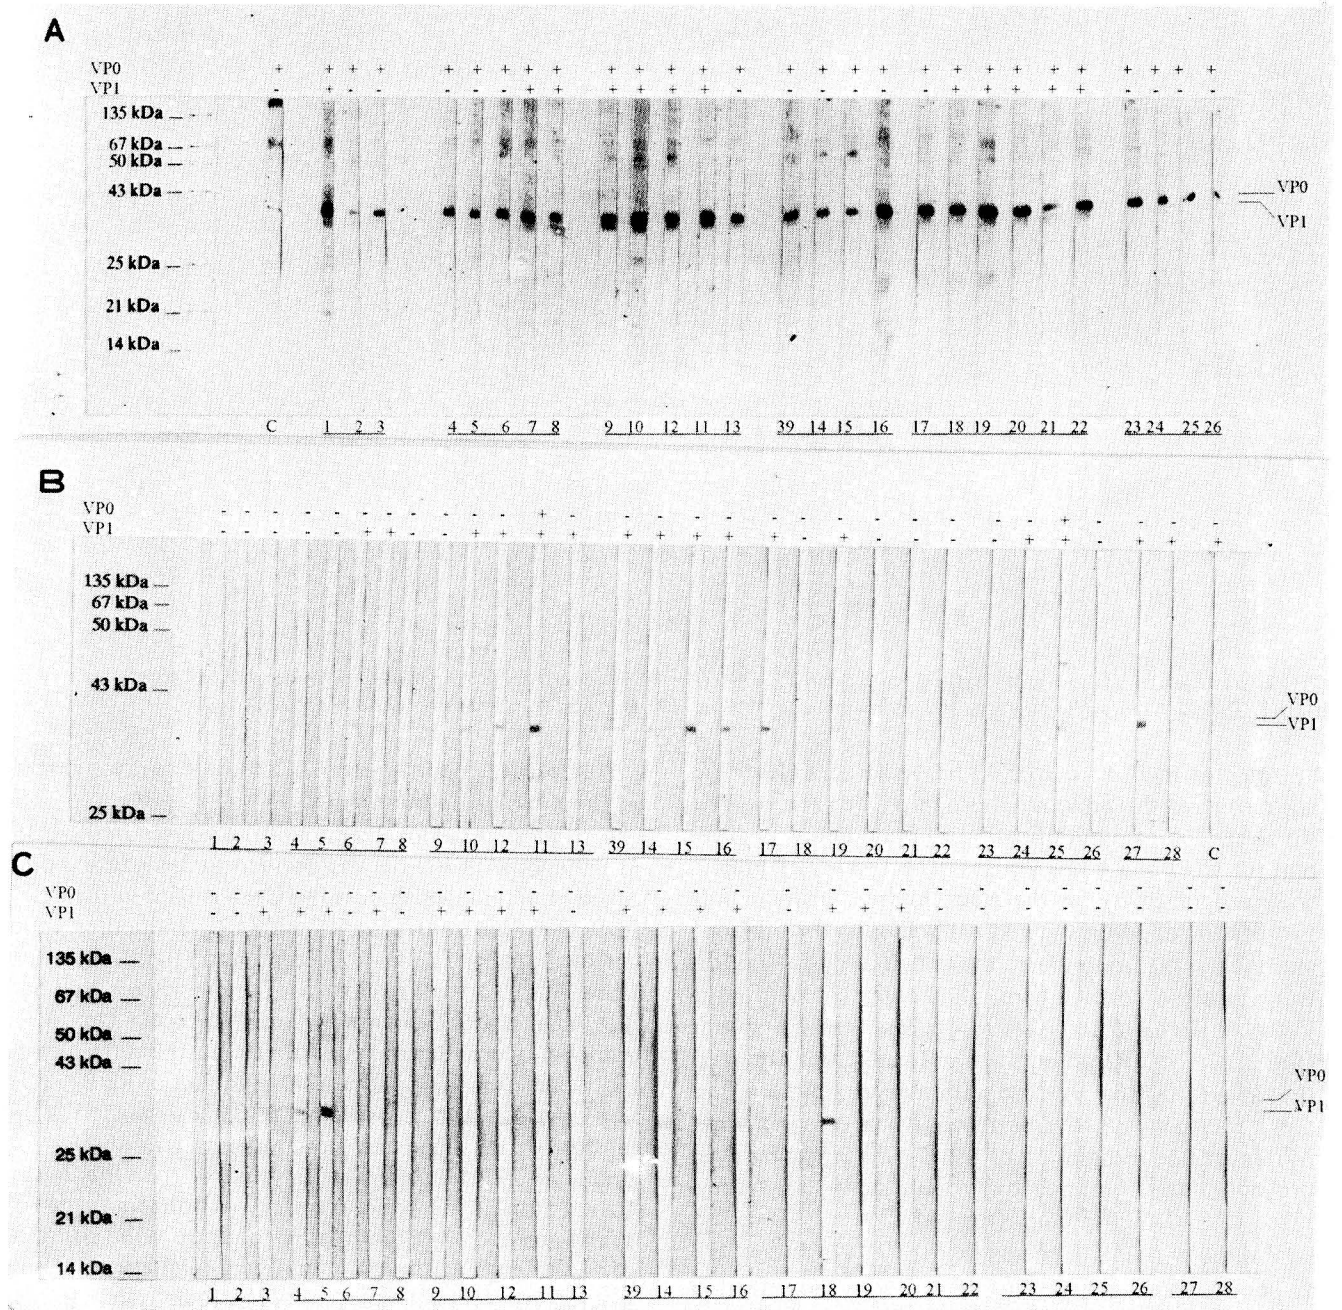 A
VP0 + + + + + + + + + + + + + + + + + + + + + + + + + + + +
VP1 - + - - - - + + + + + + + - - - - - - + + + + + - - - -
135 kDa
67 kDa
50 kDa
43 kDa
VP0
VP1
25 kDa
21 kDa
14 kDa
C 1 2 3 4 5 6 7 8 9 10 12 11 13 39 14 15 16 17 18 19 20 21 22 23 24 25 26
B
VP0 - - - - - - - - - - - + - - - - - - - - - - - - - + - - - -
VP1 - - - - - - + + - + - + - + + + + + - + - - - - + + - + + +
135 kDa
67 kDa
50 kDa
43 kDa
VP0
VP1
25 kDa
1 2 3 4 5 6 7 8 9 10 12 11 13 39 14 15 16 17 18 19 20 21 22 23 24 25 26 27 28 C
C
VP0 - - - - - - - - - - - - - - - - - - - - - - - - - - - - -
VP1 - - + + + - + - + + + + - + - + + - + + + - - - - - - - -
135 kDa
67 kDa
50 kDa
43 kDa
VP0
VP1
25 kDa
21 kDa
14 kDa
1 2 3 4 5 6 7 8 9 10 12 11 13 39 14 15 16 17 18 19 20 21 22 23 24 25 26 27 28